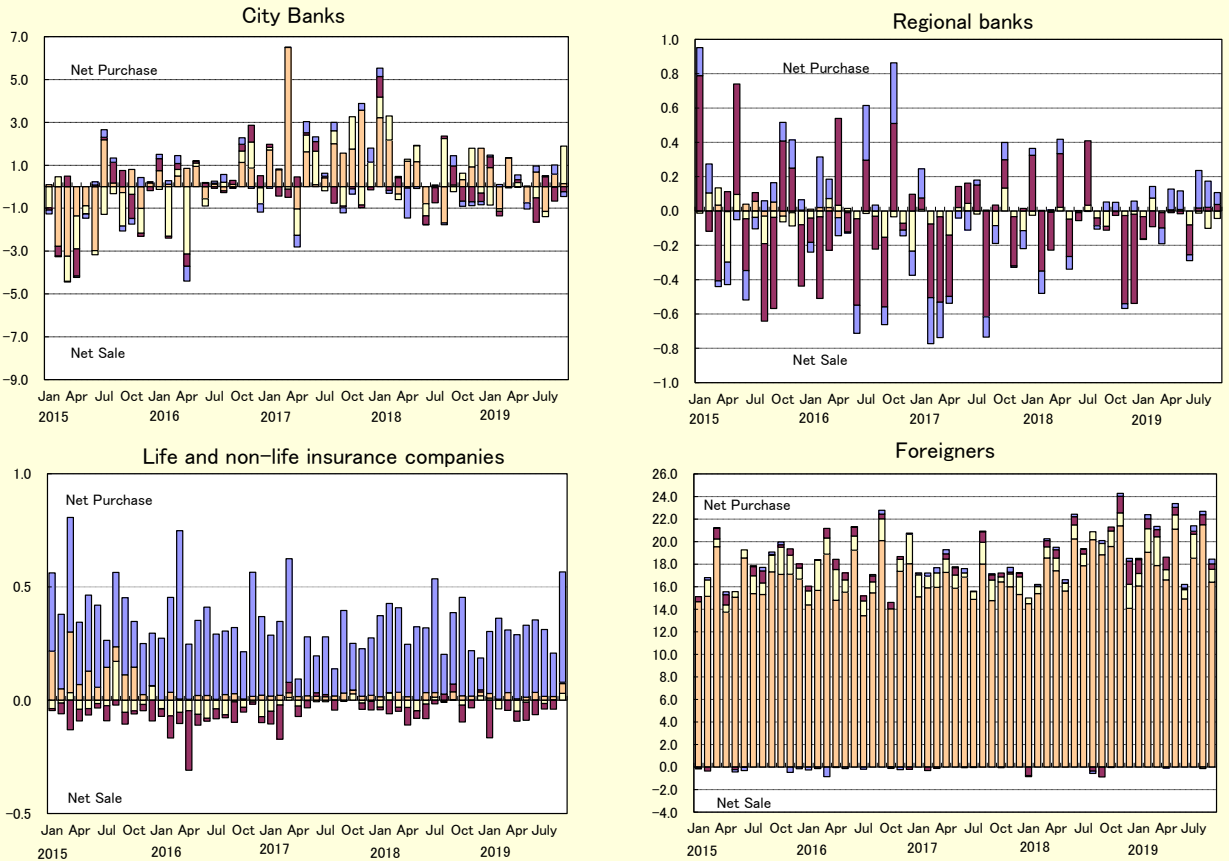 City Banks
7.0
5.0
3.0
1.0
-1.0
-3.0
-5.0
-7.0
-9.0
Net Purchase
Net Sale
Jan Apr Jul Oct Jan Apr Jul Oct Jan Apr Jul Oct Jan Apr Jul Oct Jan Apr July
2015 2016 2017 2018 2019
Regional banks
1.0
0.8
0.6
0.4
0.2
0.0
-0.2
-0.4
-0.6
-0.8
-1.0
Net Purchase
Net Sale
Jan Apr Jul Oct Jan Apr Jul Oct Jan Apr Jul Oct Jan Apr Jul Oct Jan Apr July
2015 2016 2017 2018 2019
Life and non-life insurance companies
1.0
0.5
0.0
-0.5
Net Purchase
Net Sale
Jan Apr Jul Oct Jan Apr Jul Oct Jan Apr Jul Oct Jan Apr Jul Oct Jan Apr July
2015 2016 2017 2018 2019
Foreigners
26.0
24.0
22.0
20.0
18.0
16.0
14.0
12.0
10.0
8.0
6.0
4.0
2.0
0.0
-2.0
-4.0
Net Purchase
Net Sale
Jan Apr Jul Oct Jan Apr Jul Oct Jan Apr Jul Oct Jan Apr Jul Oct Jan Apr July
2015 2016 2017 2018 2019